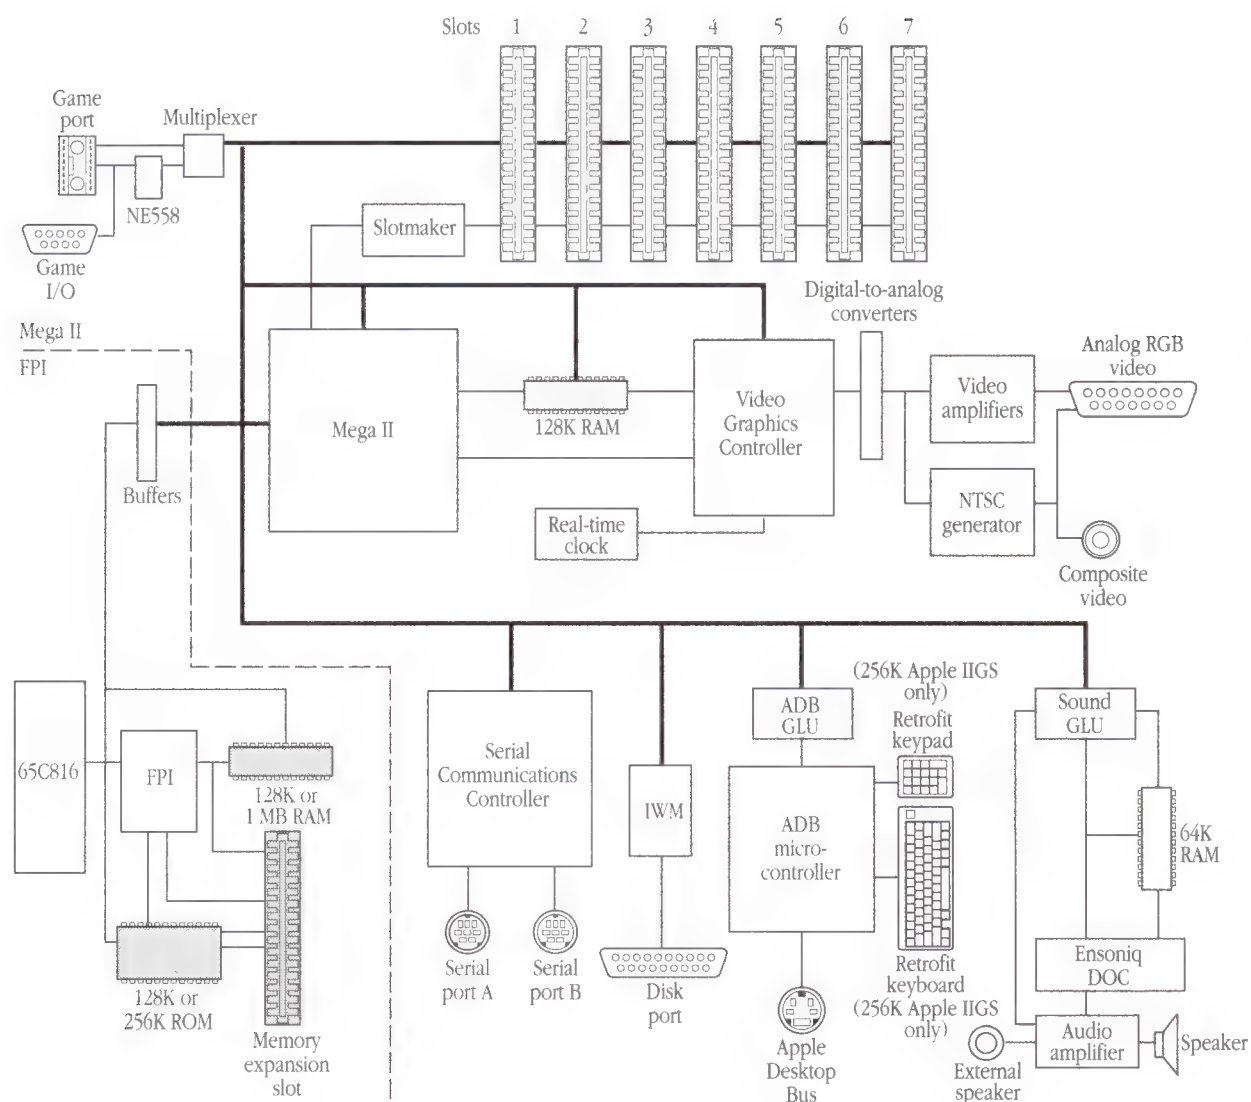 Slots 1 2 3 4 5 6 7
Game
port
Multiplexer
NE558
Game
I/O
Slotmaker
Mega II
FPI
Digital-to-analog
converters
Analog RGB
video
Mega II
128K RAM
Video
Graphics
Controller
Video
amplifiers
Buffers
NTSC
generator
Real-time
clock
Composite
video
65C816
FPI
128K or
1 MB RAM
128K or
256K ROM
Memory
expansion
slot
Serial
Communications
Controller
Serial
port A
Serial
port B
IWM
Disk
port
ADB
GLU
(256K Apple IIGS
only)
Retrofit
keypad
ADB
micro-
controller
Retrofit
keyboard
(256K Apple IIGS
only)
Apple
Desktop
Bus
Sound
GLU
64K
RAM
Ensoniq
DOC
Audio
amplifier
Speaker
External
speaker